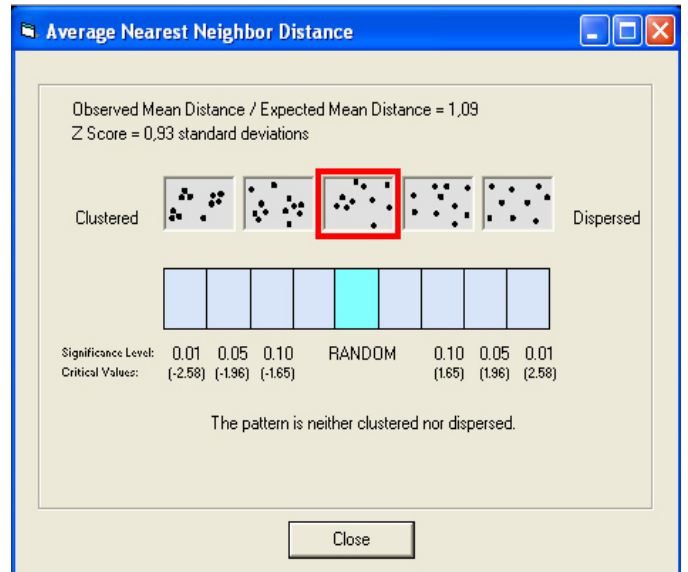 Average Nearest Neighbor Distance
Observed Mean Distance / Expected Mean Distance = 1,09
Z Score = 0,93 standard deviations
Clustered Dispersed
Significance Level: 0.01 0.05 0.10 RANDOM 0.10 0.05 0.01
Critical Values: (-2.58) (-1.96) (-1.65) (1.65) (1.96) (2.58)
The pattern is neither clustered nor dispersed.
Close